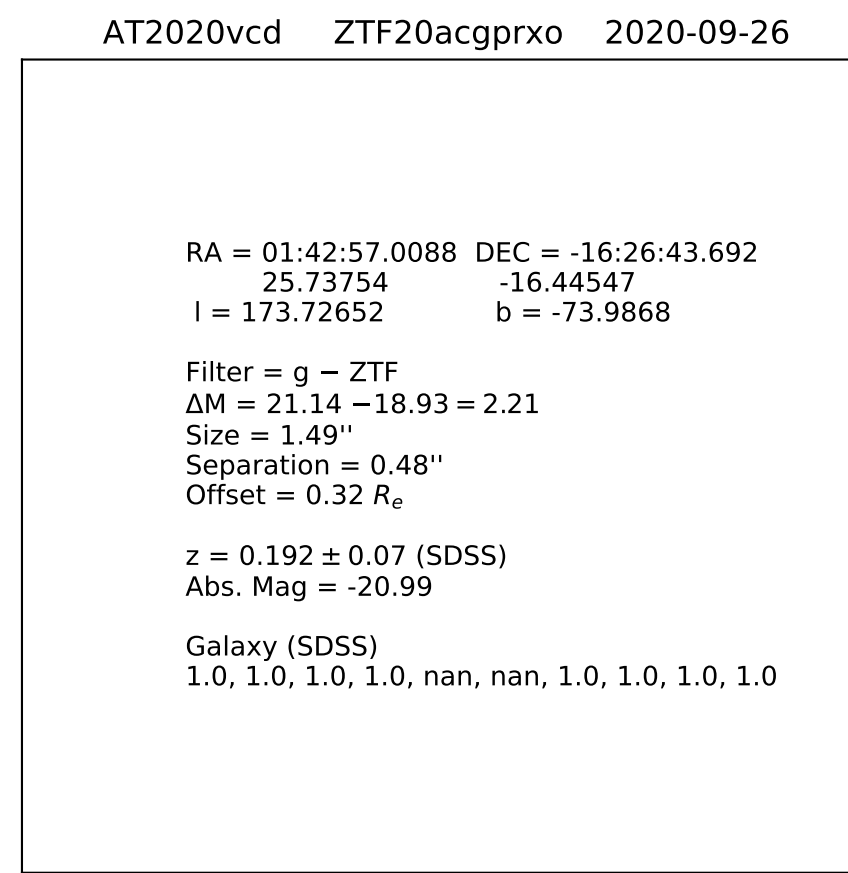 AT2020vcd ZTF20acgprxo 2020-09-26
RA = 01:42:57.0088 DEC = -16:26:43.692
25.73754 -16.44547
l = 173.72652 b = -73.9868
Filter = g − ZTF
ΔM = 21.14 −18.93 = 2.21
Size = 1.49''
Separation = 0.48''
Offset = 0.32 Re
z = 0.192 ± 0.07 (SDSS)
Abs. Mag = -20.99
Galaxy (SDSS)
1.0, 1.0, 1.0, 1.0, nan, nan, 1.0, 1.0, 1.0, 1.0